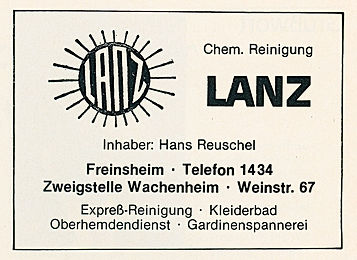 LANZ
Chem. Reinigung
LANZ
Inhaber: Hans Reuschel
Freinsheim · Telefon 1434
Zweigstelle Wachenheim · Weinstr. 67
Expreß-Reinigung · Kleiderbad
Oberhemdendienst · Gardinenspannerei